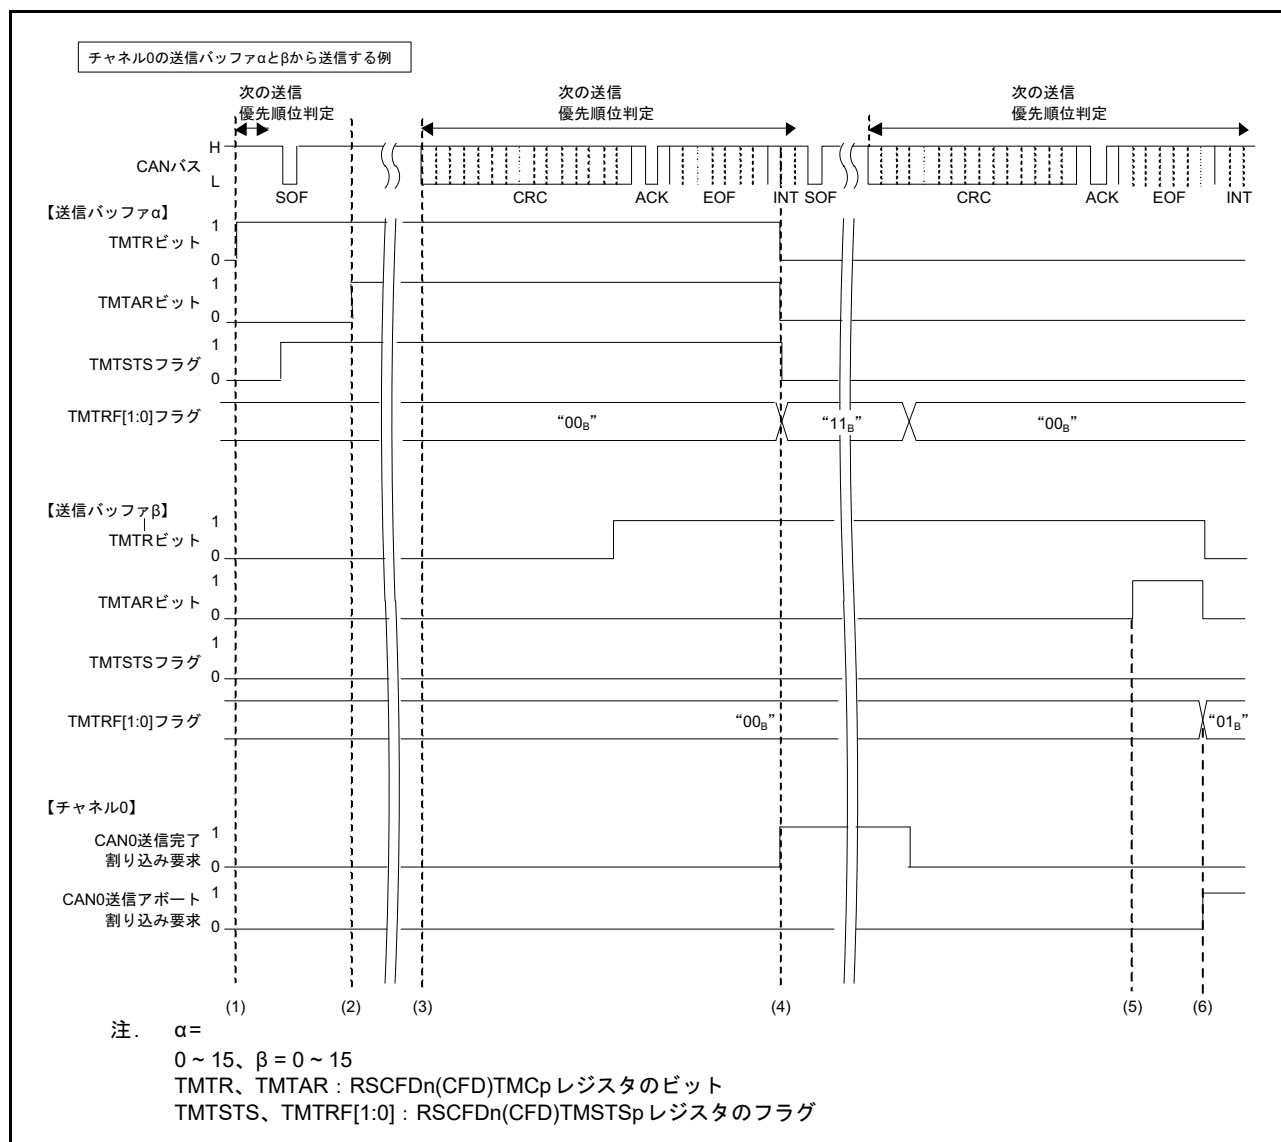 チャネル0の送信バッファαとβから送信する例
次の送信
優先順位判定
次の送信
優先順位判定
次の送信
優先順位判定
CANバス
H
L
SOF
CRC
ACK
EOF
INT
SOF
CRC
ACK
EOF
INT
【送信バッファα】
TMTRビット
1
0
TMTARビット
1
0
TMTSTSフラグ
1
0
TMTRF[1:0]フラグ
“00B”
“11B”
“00B”
【送信バッファβ】
TMTRビット
1
0
TMTARビット
1
0
TMTSTSフラグ
1
0
TMTRF[1:0]フラグ
“00B”
“01B”
【チャネル0】
CAN0送信完了
割り込み要求
1
0
CAN0送信アボート
割り込み要求
1
0
(1)
(2)
(3)
(4)
(5)
(6)
注. α=
0 ~ 15、β = 0 ~ 15
TMTR、TMTAR : RSCFDn(CFD)TMCp レジスタのビット
TMTSTS、TMTRF[1:0] : RSCFDn(CFD)TMSTSp レジスタのフラグ